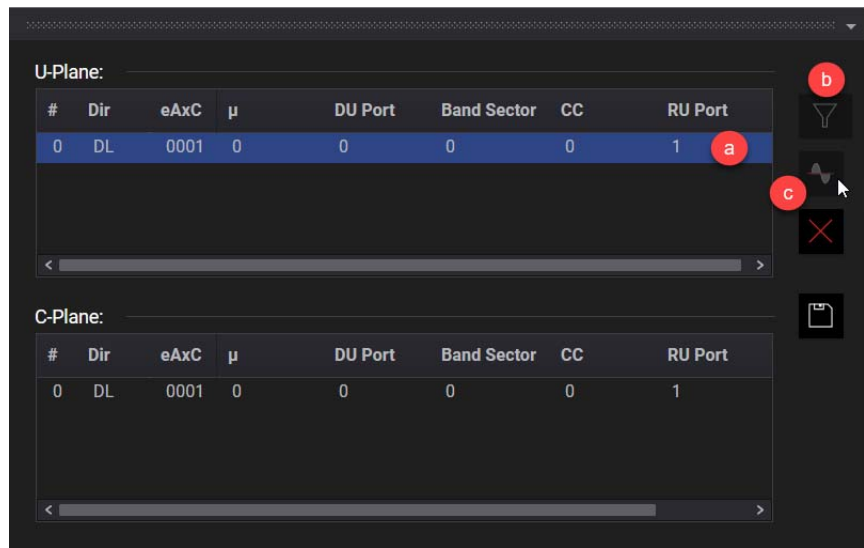 U-Plane:
b
# Dir eAxC μ DU Port Band Sector CC RU Port
0 DL 0001 0 0 0 0 1 a
c
C-Plane:
# Dir eAxC μ DU Port Band Sector CC RU Port
0 DL 0001 0 0 0 0 1